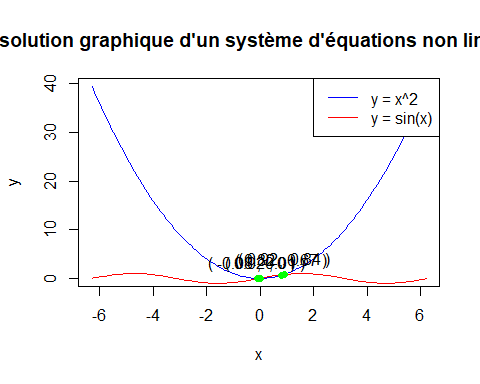 solution graphique d'un système d'équations non lin
y = x^2
y = sin(x)
y
40
30
20
10
0
-6
-4
-2
0
2
4
6
x